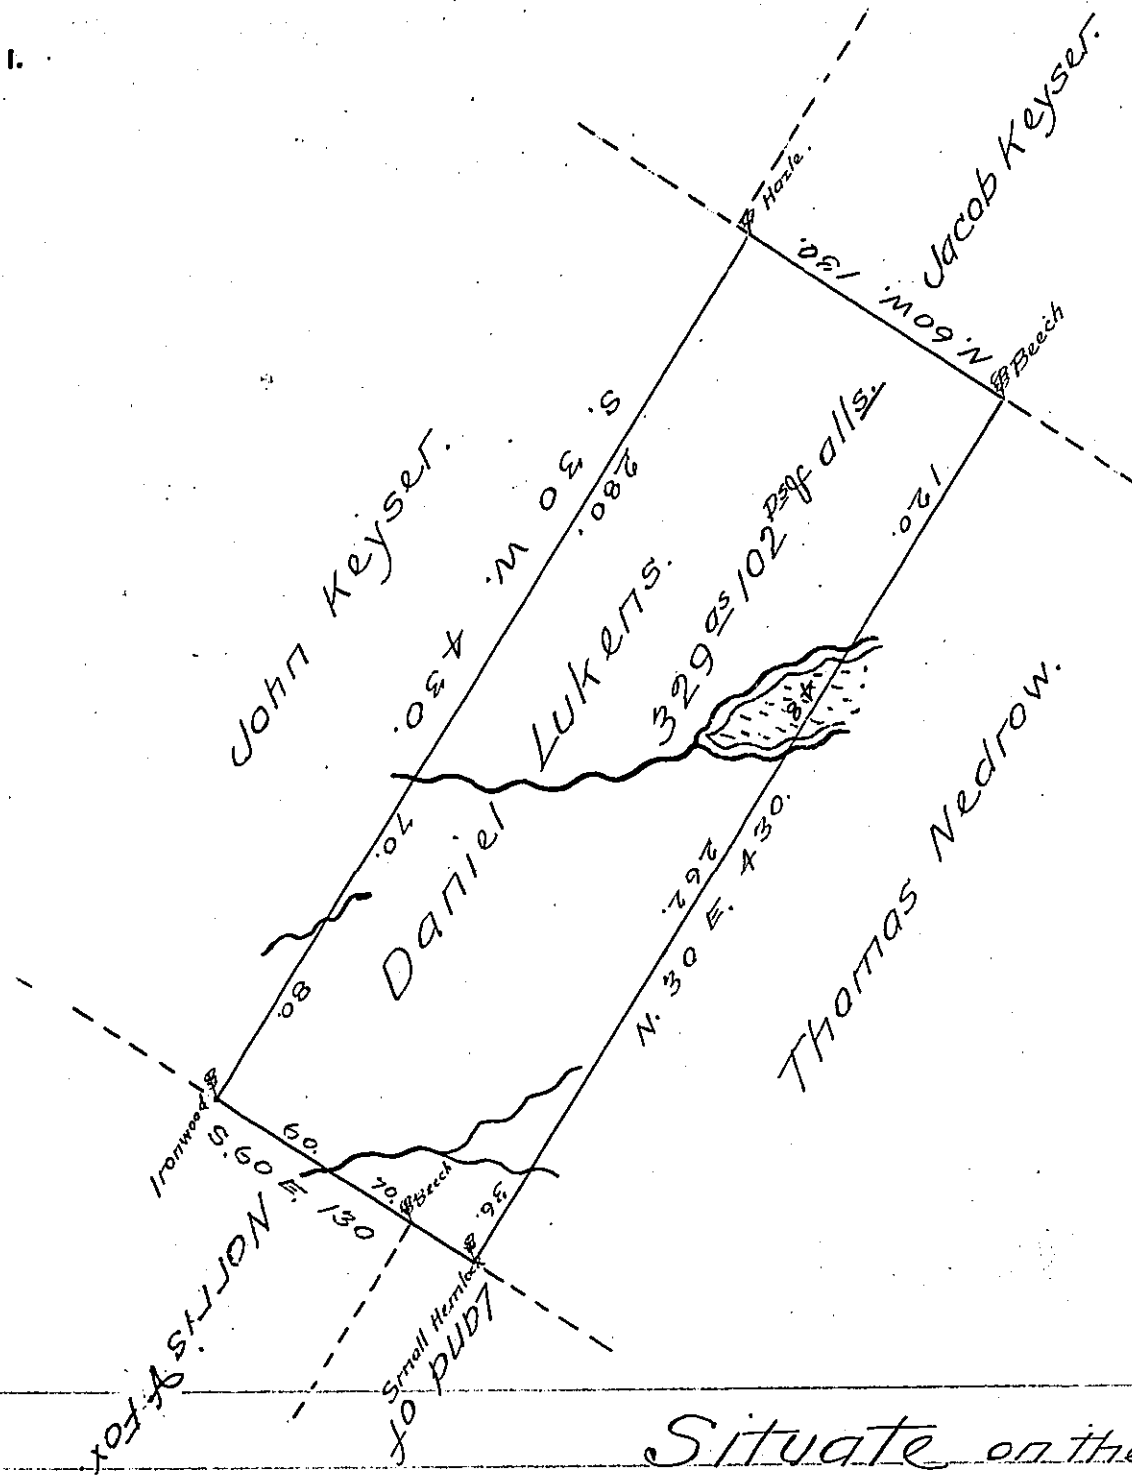 1.
Hazle.
Jacob Keyser.
N. 60 W. 130.
Beech
John Keyser.
S. 30 W. 430.
280.
Daniel Lukens.
329 as 102 ps & alls.
120.
48
70.
262.
N. 30 E. 430.
Thomas Nedrow.
80.
Ironwood
60.
S. 60 E. 130
70.
Beech
36.
Small Hemlock
Norris & Fox
Land of
Situate on the